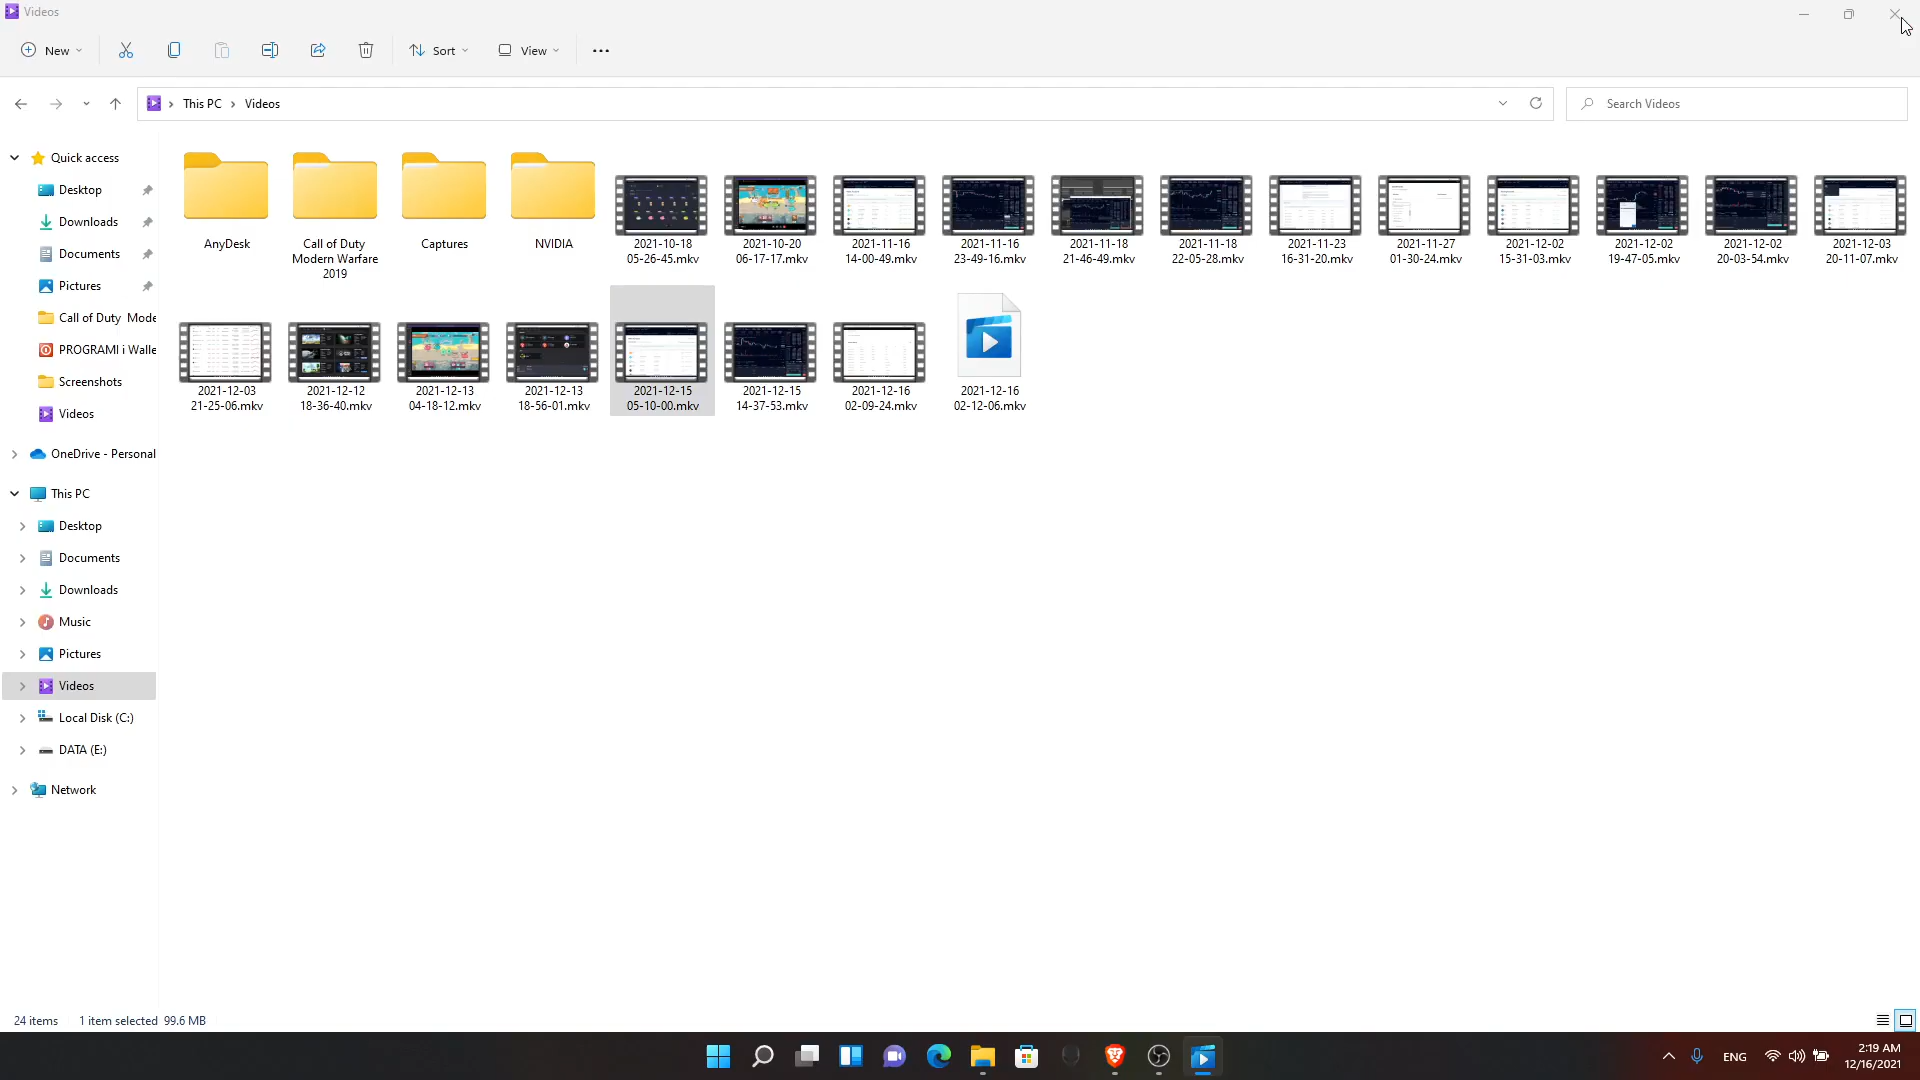 Videos
New
Sort
View
This PC
Videos
Search Videos
Quick access
Desktop
Downloads
Documents
Pictures
Call of Duty Mode
PROGRAMI i Walle
Screenshots
Videos
OneDrive - Personal
This PC
Desktop
Documents
Downloads
Music
Pictures
Videos
Local Disk (C:)
DATA (E:)
Network
AnyDesk
Call of Duty
Modern Warfare
2019
Captures
NVIDIA
2021-10-18
05-26-45.mkv
2021-10-20
06-17-17.mkv
2021-11-16
14-00-49.mkv
2021-11-16
23-49-16.mkv
2021-11-18
21-46-49.mkv
2021-11-18
22-05-28.mkv
2021-11-23
16-31-20.mkv
2021-11-27
01-30-24.mkv
2021-12-02
15-31-03.mkv
2021-12-02
19-47-05.mkv
2021-12-02
20-03-54.mkv
2021-12-03
20-11-07.mkv
2021-12-03
21-25-06.mkv
2021-12-12
18-36-40.mkv
2021-12-13
04-18-12.mkv
2021-12-13
18-56-01.mkv
2021-12-15
05-10-00.mkv
2021-12-15
14-37-53.mkv
2021-12-16
02-09-24.mkv
2021-12-16
02-12-06.mkv
24 items
1 item selected 99.6 MB
ENG
2:19 AM
12/16/2021